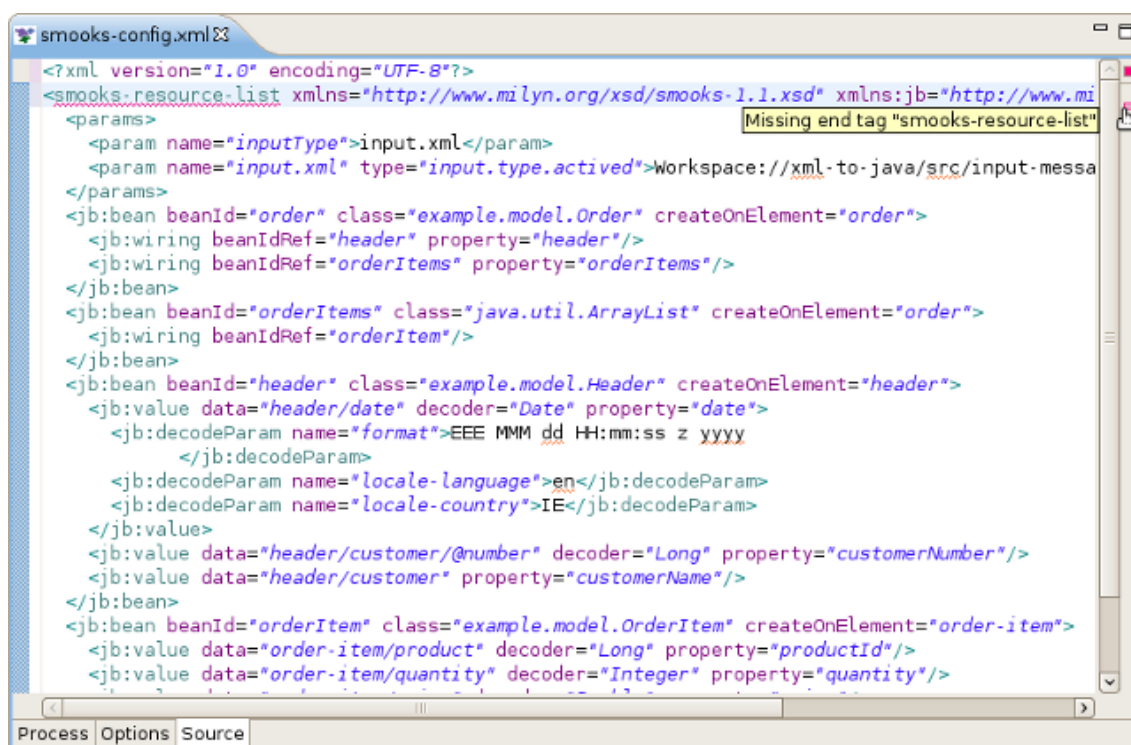 smooks-config.xml
<?xml version="1.0" encoding="UTF-8"?>
<smooks-resource-list xmlns="http://www.milyn.org/xsd/smooks-1.1.xsd" xmlns:jb="http://www.mi
Missing end tag "smooks-resource-list"
<params>
<param name="inputType">input.xml</param>
<param name="input.xml" type="input.type.actived">Workspace://xml-to-java/src/input-messa
</params>
<jb:bean beanId="order" class="example.model.Order" createOnElement="order">
<jb:wiring beanIdRef="header" property="header"/>
<jb:wiring beanIdRef="orderItems" property="orderItems"/>
</jb:bean>
<jb:bean beanId="orderItems" class="java.util.ArrayList" createOnElement="order">
<jb:wiring beanIdRef="orderItem"/>
</jb:bean>
<jb:bean beanId="header" class="example.model.Header" createOnElement="header">
<jb:value data="header/date" decoder="Date" property="date">
<jb:decodeParam name="format">EEE MMM dd HH:mm:ss z yyyy
</jb:decodeParam>
<jb:decodeParam name="locale-language">en</jb:decodeParam>
<jb:decodeParam name="locale-country">IE</jb:decodeParam>
</jb:value>
<jb:value data="header/customer/@number" decoder="Long" property="customerNumber"/>
<jb:value data="header/customer" property="customerName"/>
</jb:bean>
<jb:bean beanId="orderItem" class="example.model.OrderItem" createOnElement="order-item">
<jb:value data="order-item/product" decoder="Long" property="productId"/>
<jb:value data="order-item/quantity" decoder="Integer" property="quantity"/>
Process Options Source